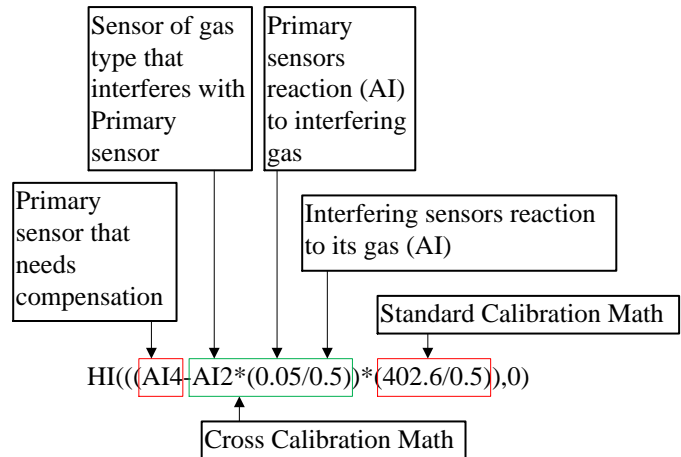 Sensor of gas
type that
interferes with
Primary
sensor
Primary
sensors
reaction (AI)
to interfering
gas
Primary
sensor that
needs
compensation
Interfering sensors reaction
to its gas (AI)
Standard Calibration Math
HI(((AI4-AI2*(0.05/0.5))*(402.6/0.5)),0)
Cross Calibration Math